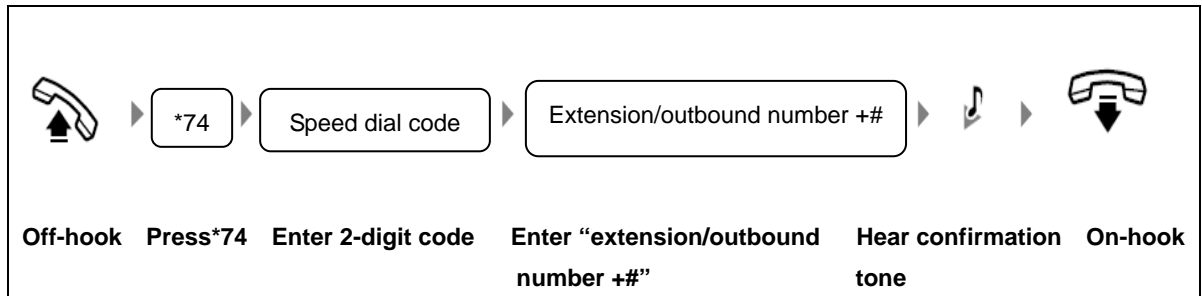 *74 Speed dial code Extension/outbound number +#
Off-hook Press*74 Enter 2-digit code Enter “extension/outbound Hear confirmation On-hook
number +#” tone